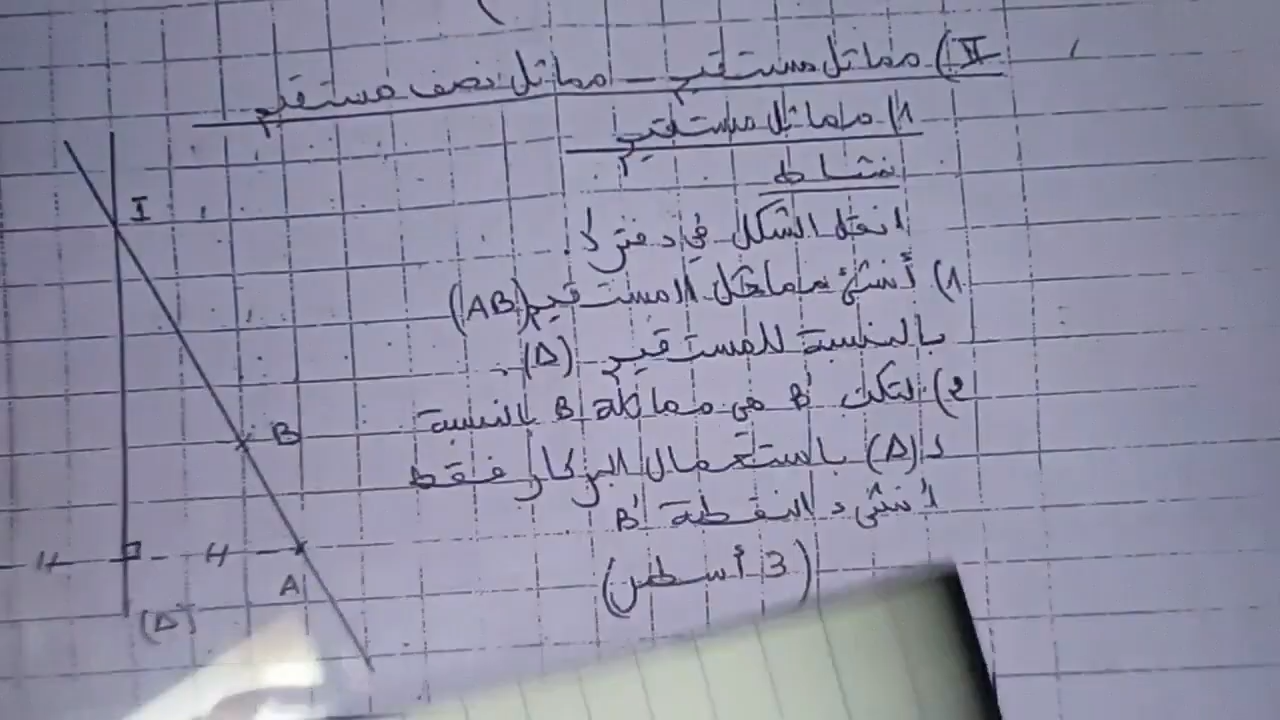 II) مماثل مستقيم - مماثل نصف مستقيم
1) مماثل مستقيم
نشاط
انقل الشكل في دفترك.
1) أنشئ مماثل المستقيم (AB)
بالنسبة للمستقيم (Δ).
2) لتكن B' هي مماثلة B بالنسبة
لـ (Δ) باستعمال البركار فقط
أنشئ النقطة B'
(3 أسطر)
I
B
A
(Δ)